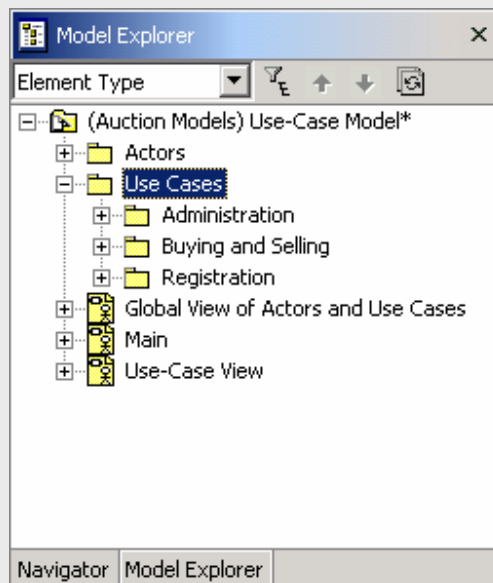 Model Explorer
Element Type
(Auction Models) Use-Case Model*
Actors
Use Cases
Administration
Buying and Selling
Registration
Global View of Actors and Use Cases
Main
Use-Case View
Navigator Model Explorer